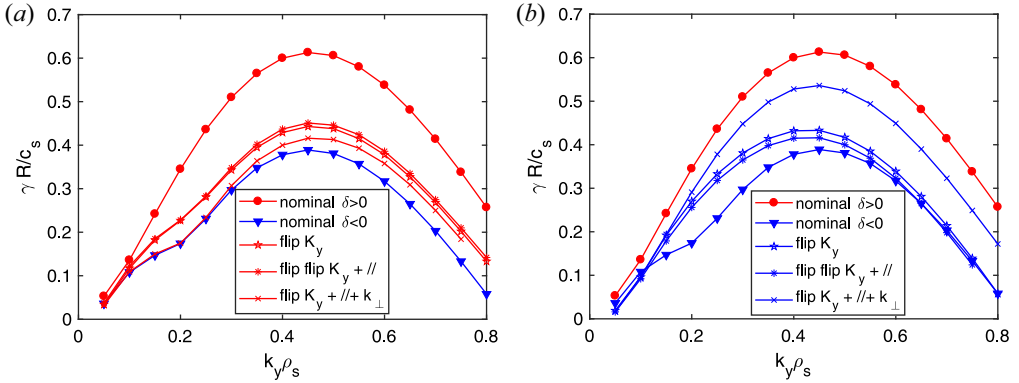 (a)
0.7
0.6
0.5
0.4
0.3
0.2
0.1
0
γ R/c_s
nominal δ>0
nominal δ<0
flip K_y
flip flip K_y + //
flip K_y + //+ k_⊥
0 0.2 0.4 0.6 0.8
k_yρ_s
(b)
0.7
0.6
0.5
0.4
0.3
0.2
0.1
0
nominal δ>0
nominal δ<0
flip K_y
flip flip K_y + //
flip K_y + //+ k_⊥
0 0.2 0.4 0.6 0.8
k_yρ_s